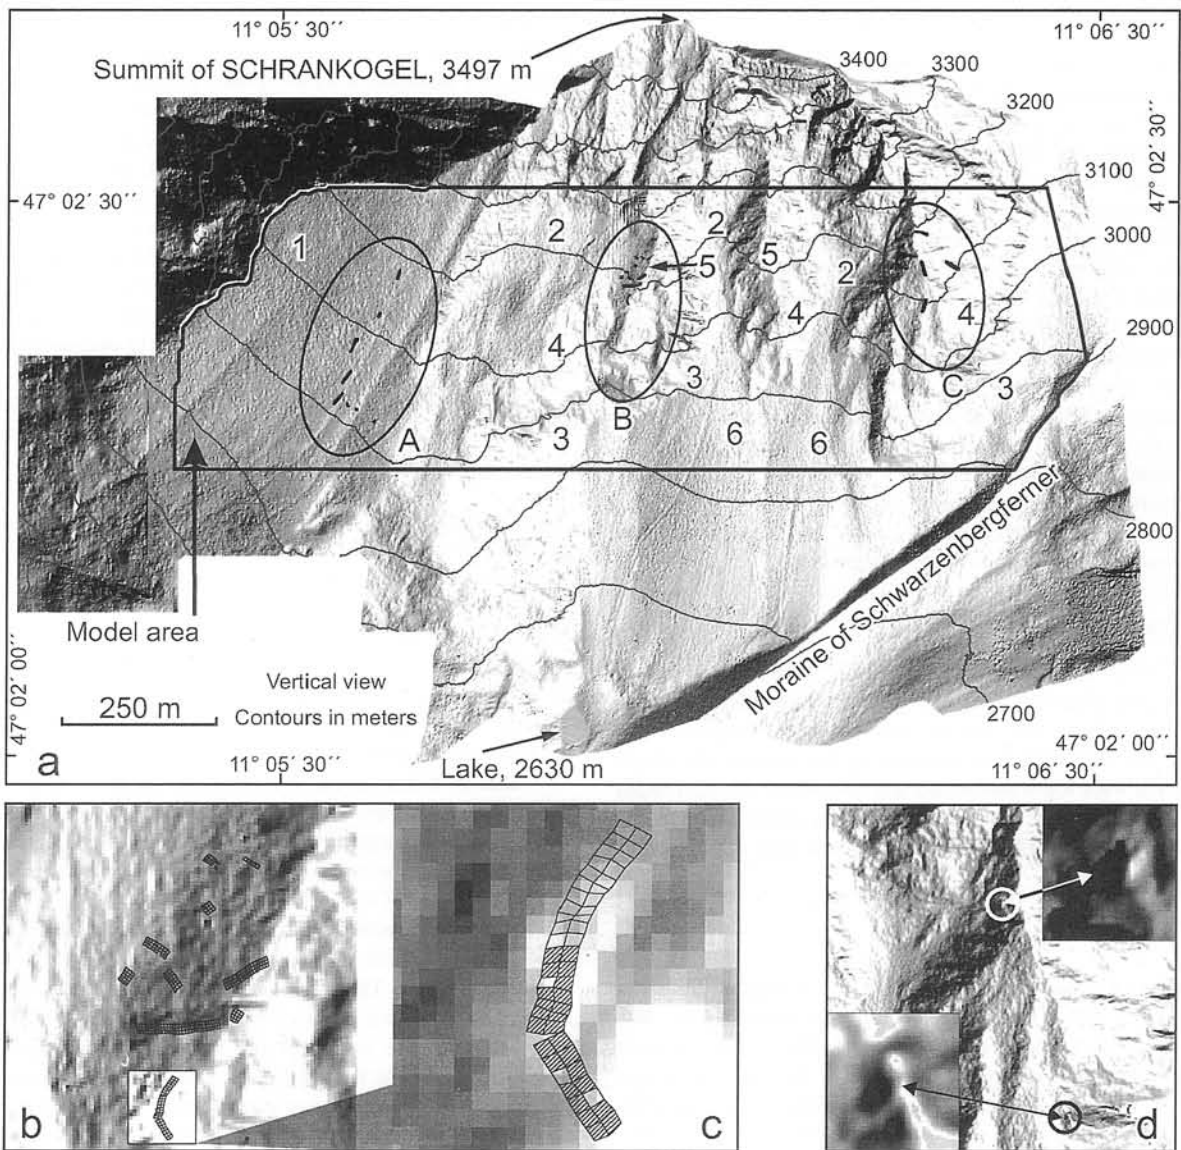 11° 05´ 30´´
11° 06´ 30´´
Summit of SCHRANKOGEL, 3497 m
3400
3300
3200
47° 02´ 30´´
47° 02´ 30´´
3100
3000
2900
2800
2700
1
2
2
5
5
2
4
4
4
3
3
3
6
6
A
B
C
Model area
250 m
Vertical view
Contours in meters
Moraine of Schwarzenbergferner
47° 02´ 00´´
47° 02´ 00´´
a
11° 05´ 30´´
Lake, 2630 m
11° 06´ 30´´
b
c
d